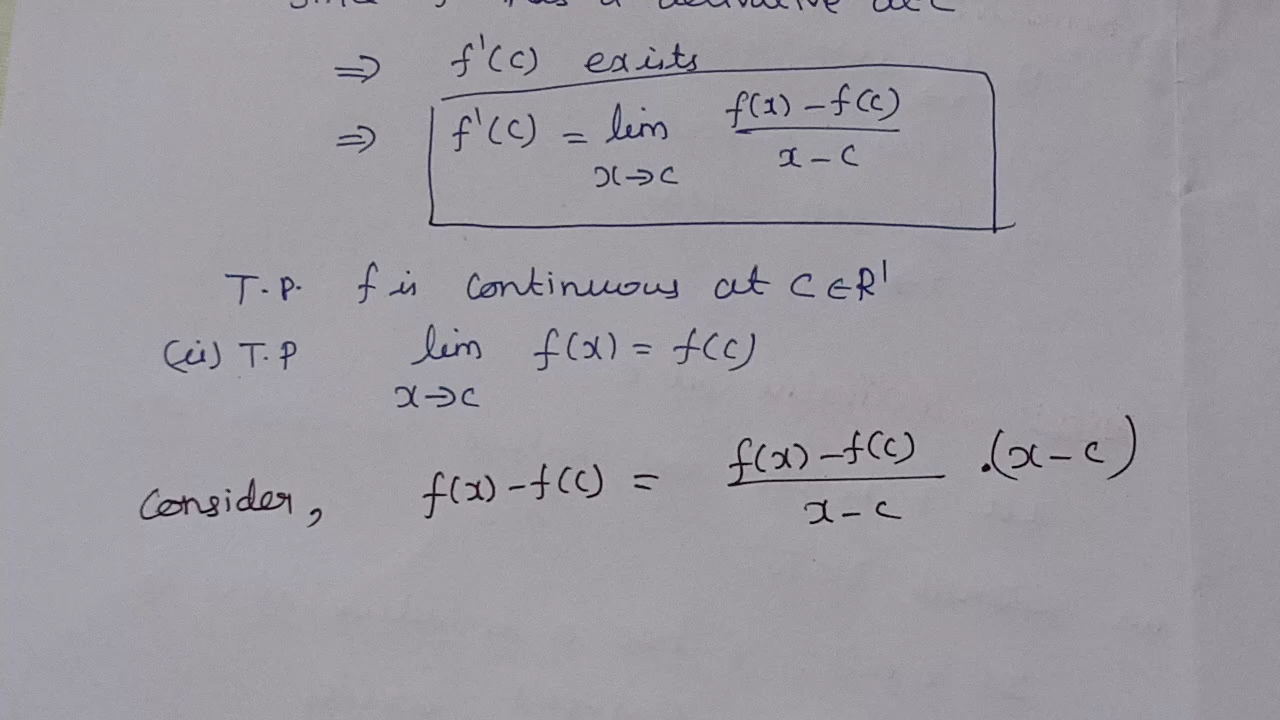 ⇒ f'(c) exists
⇒ f'(c) = lim x→c f(x) - f(c) / x - c
T.P. f is continuous at c ∈ R'
(ii) T.P lim x→c f(x) = f(c)
Consider, f(x) - f(c) = f(x) - f(c) / x - c .(x - c)